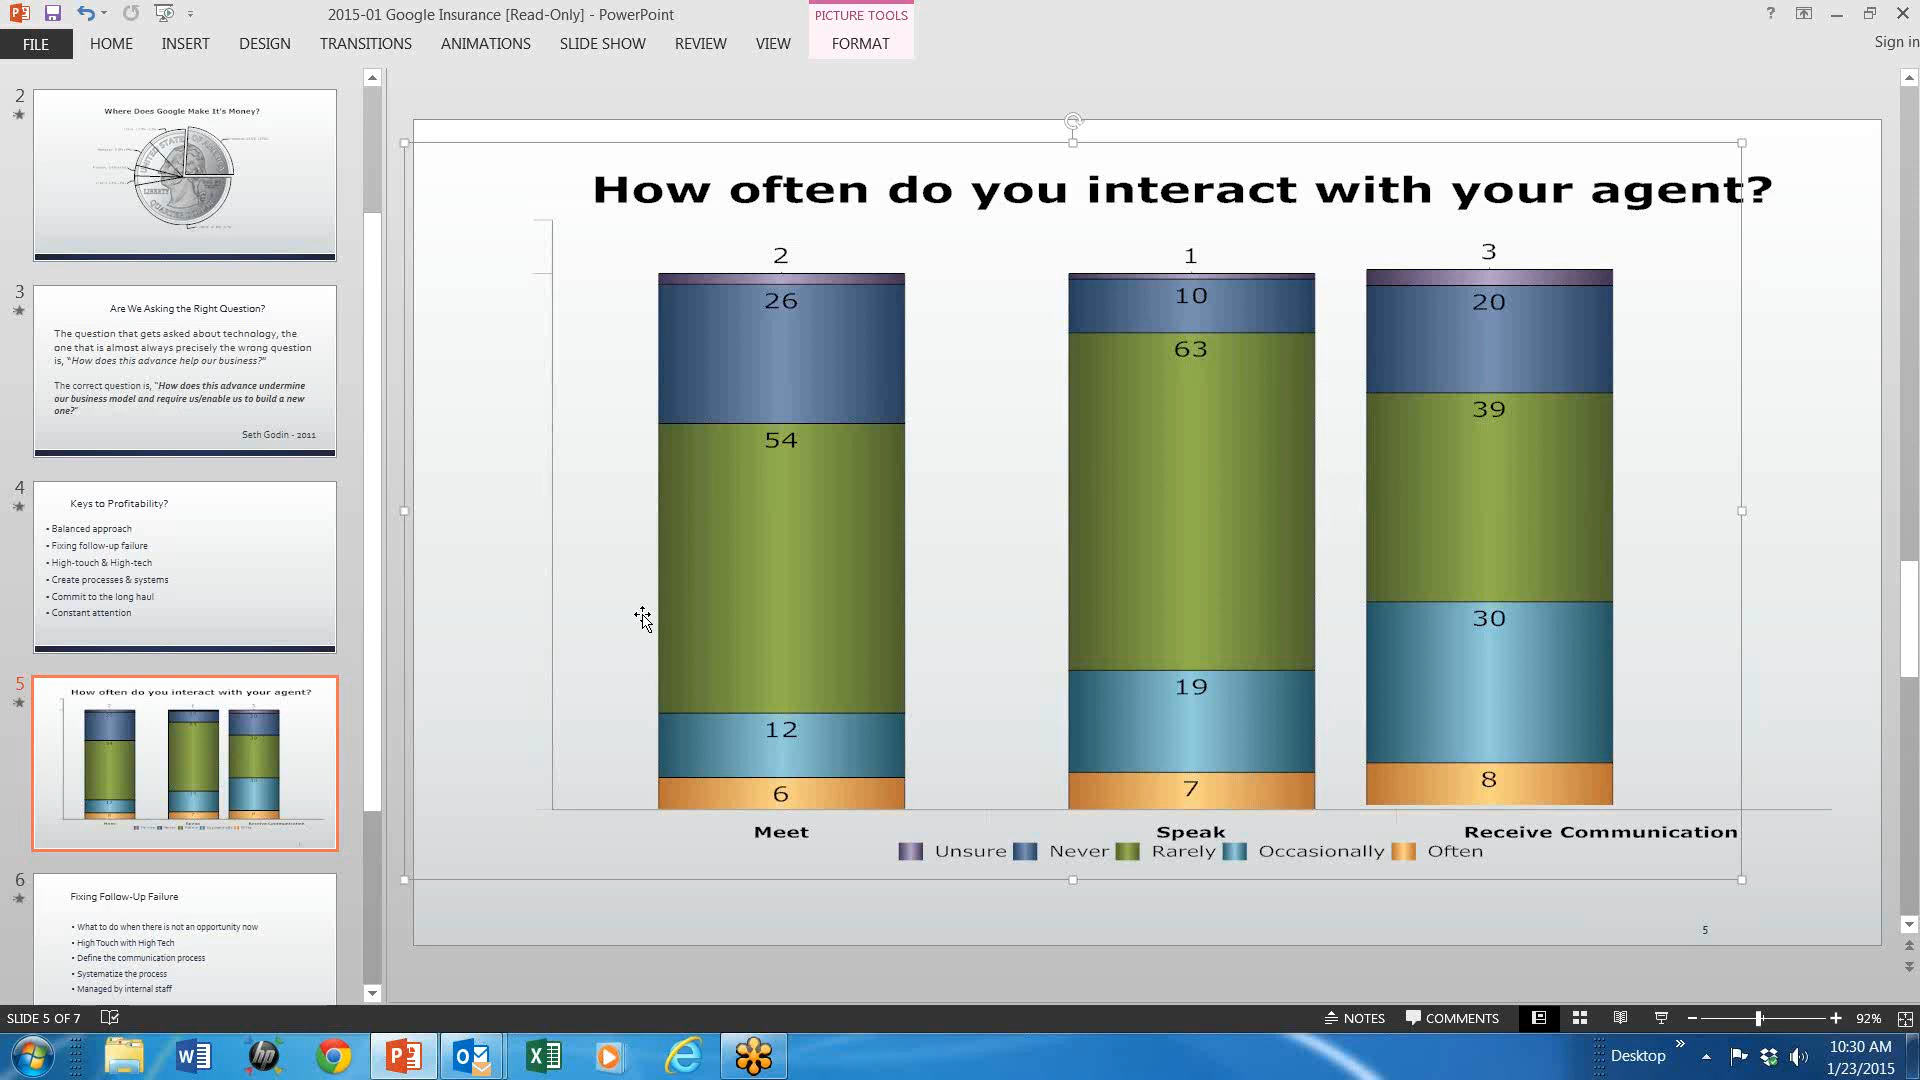 2015-01 Google Insurance [Read-Only] - PowerPoint
PICTURE TOOLS
?
FILE
HOME
INSERT
DESIGN
TRANSITIONS
ANIMATIONS
SLIDE SHOW
REVIEW
VIEW
FORMAT
Sign in
2
Where Does Google Make It's Money?
3
Are We Asking the Right Question?
The question that gets asked about technology, the
one that is almost always precisely the wrong question
is, "How does this advance help our business?"
The correct question is, "How does this advance undermine
our business model and require us/enable us to build a new
one?"
Seth Godin - 2011
4
Keys to Profitability?
• Balanced approach
• Fixing follow-up failure
• High-touch & High-tech
• Create processes & systems
• Commit to the long haul
• Constant attention
5
How often do you interact with your agent?
6
Fixing Follow-Up Failure
• What to do when there is not an opportunity now
• High Touch with High Tech
• Define the communication process
• Systematize the process
• Managed by internal staff
How often do you interact with your agent?
2
26
54
12
6
1
10
63
19
7
3
20
39
30
8
Meet
Speak
Receive Communication
Unsure
Never
Rarely
Occasionally
Often
5
SLIDE 5 OF 7
NOTES
COMMENTS
92%
Desktop
10:30 AM
1/23/2015